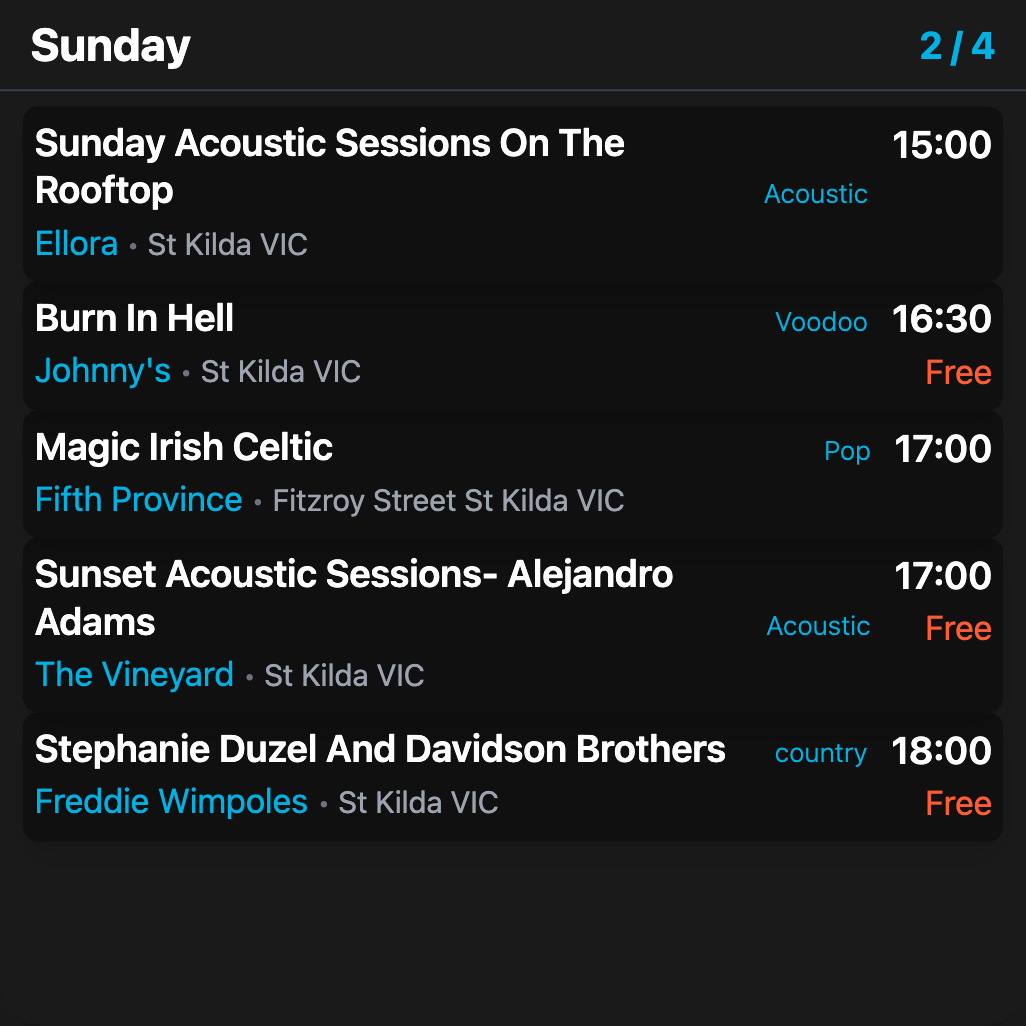 Sunday
2 / 4
Sunday Acoustic Sessions On The
Rooftop
Acoustic
15:00
Ellora • St Kilda VIC
Burn In Hell
Voodoo
16:30
Johnny's • St Kilda VIC
Free
Magic Irish Celtic
Pop
17:00
Fifth Province • Fitzroy Street St Kilda VIC
Sunset Acoustic Sessions- Alejandro
Adams
Acoustic
17:00
Free
The Vineyard • St Kilda VIC
Stephanie Duzel And Davidson Brothers
country
18:00
Freddie Wimpoles • St Kilda VIC
Free